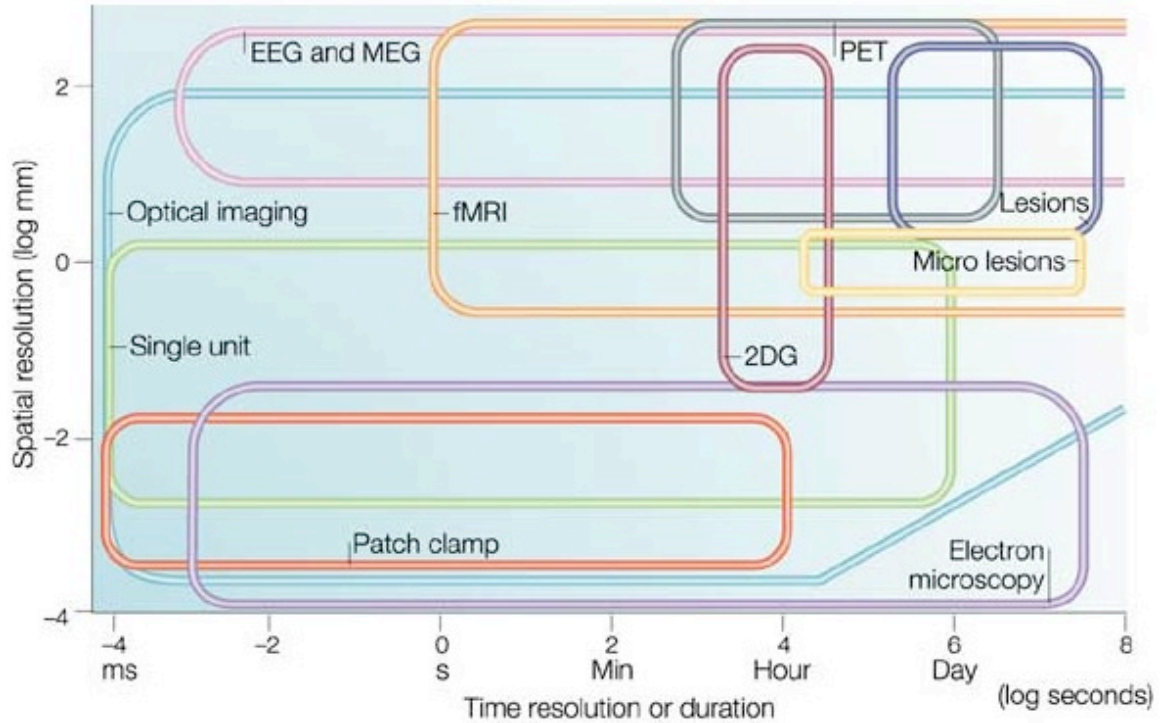 EEG and MEG
PET
2
Optical imaging
fMRI
Lesions
Spatial resolution (log mm)
0
Micro lesions
Single unit
2DG
–2
Patch clamp
Electron
microscopy
–4
–4
–2
0
2
4
6
8
ms
s
Min
Hour
Day
(log seconds)
Time resolution or duration